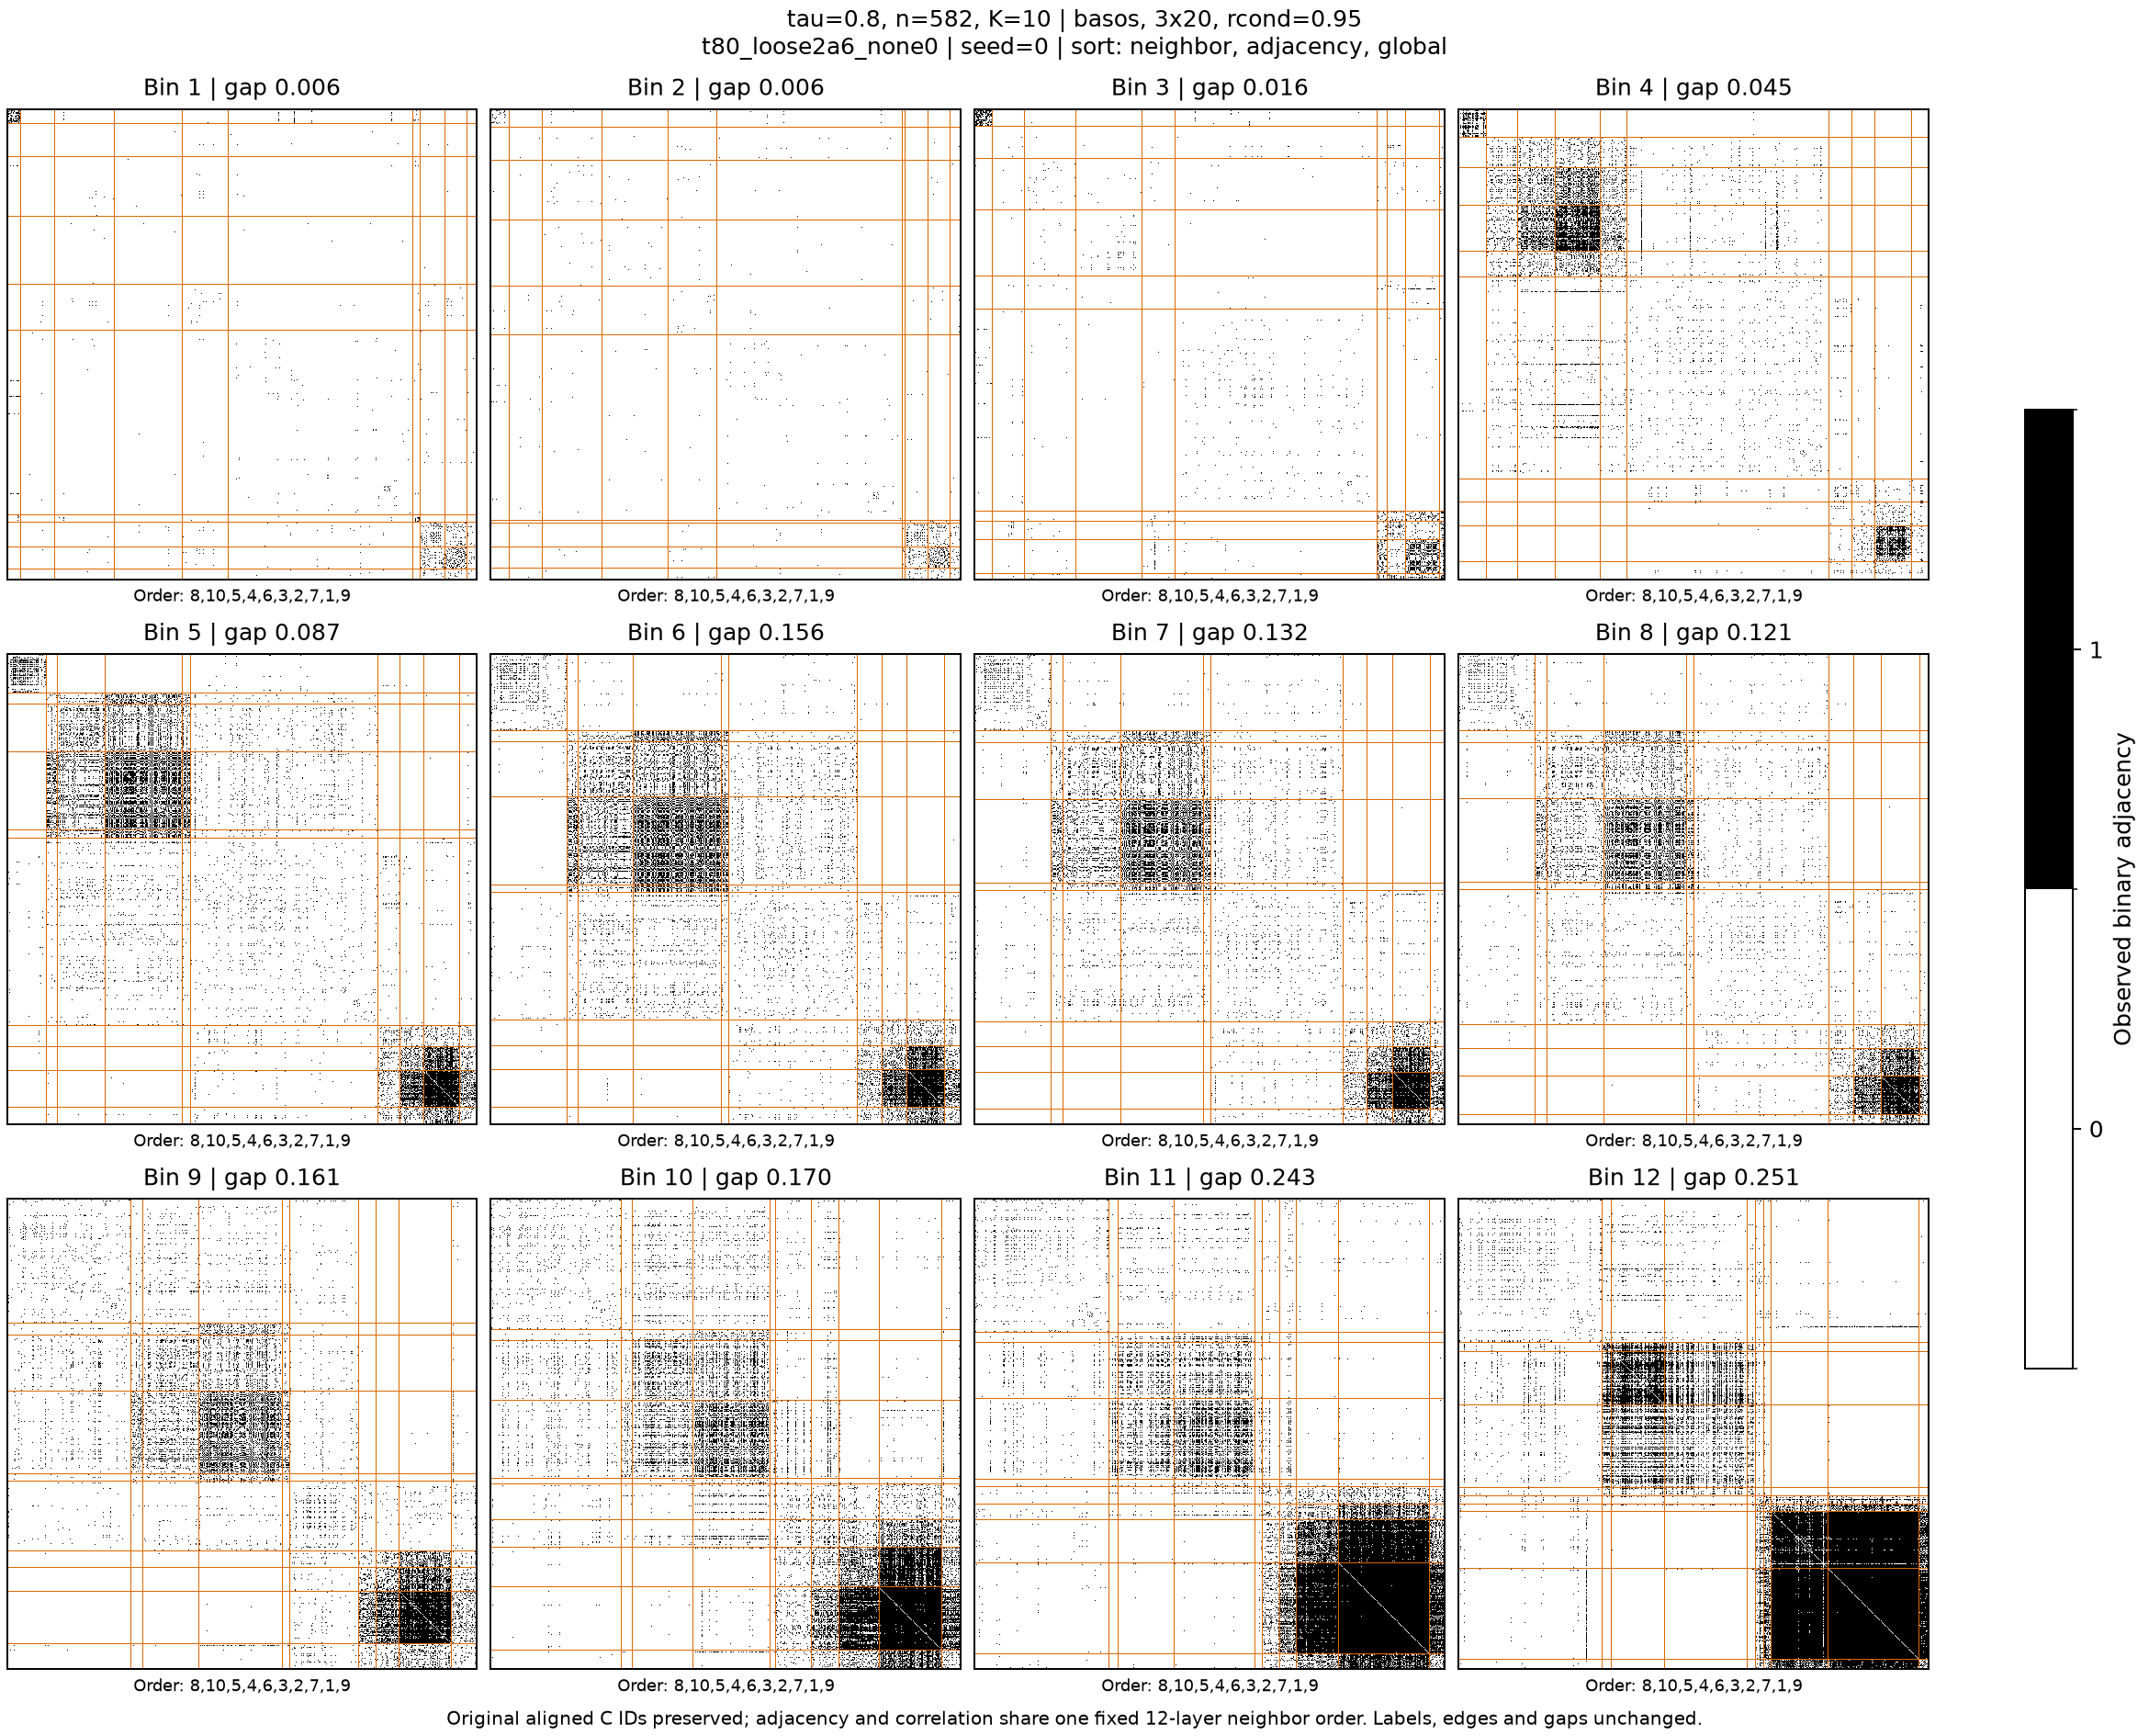 tau=0.8, n=582, K=10 | basos, 3x20, rcond=0.95
t80_loose2a6_none0 | seed=0 | sort: neighbor, adjacency, global
Bin 1 | gap 0.006
Bin 2 | gap 0.006
Bin 3 | gap 0.016
Bin 4 | gap 0.045
Order: 8,10,5,4,6,3,2,7,1,9
Order: 8,10,5,4,6,3,2,7,1,9
Order: 8,10,5,4,6,3,2,7,1,9
Order: 8,10,5,4,6,3,2,7,1,9
Bin 5 | gap 0.087
Bin 6 | gap 0.156
Bin 7 | gap 0.132
Bin 8 | gap 0.121
Order: 8,10,5,4,6,3,2,7,1,9
Order: 8,10,5,4,6,3,2,7,1,9
Order: 8,10,5,4,6,3,2,7,1,9
Order: 8,10,5,4,6,3,2,7,1,9
Bin 9 | gap 0.161
Bin 10 | gap 0.170
Bin 11 | gap 0.243
Bin 12 | gap 0.251
Order: 8,10,5,4,6,3,2,7,1,9
Order: 8,10,5,4,6,3,2,7,1,9
Order: 8,10,5,4,6,3,2,7,1,9
Order: 8,10,5,4,6,3,2,7,1,9
1
0
Observed binary adjacency
Original aligned C IDs preserved; adjacency and correlation share one fixed 12-layer neighbor order. Labels, edges and gaps unchanged.